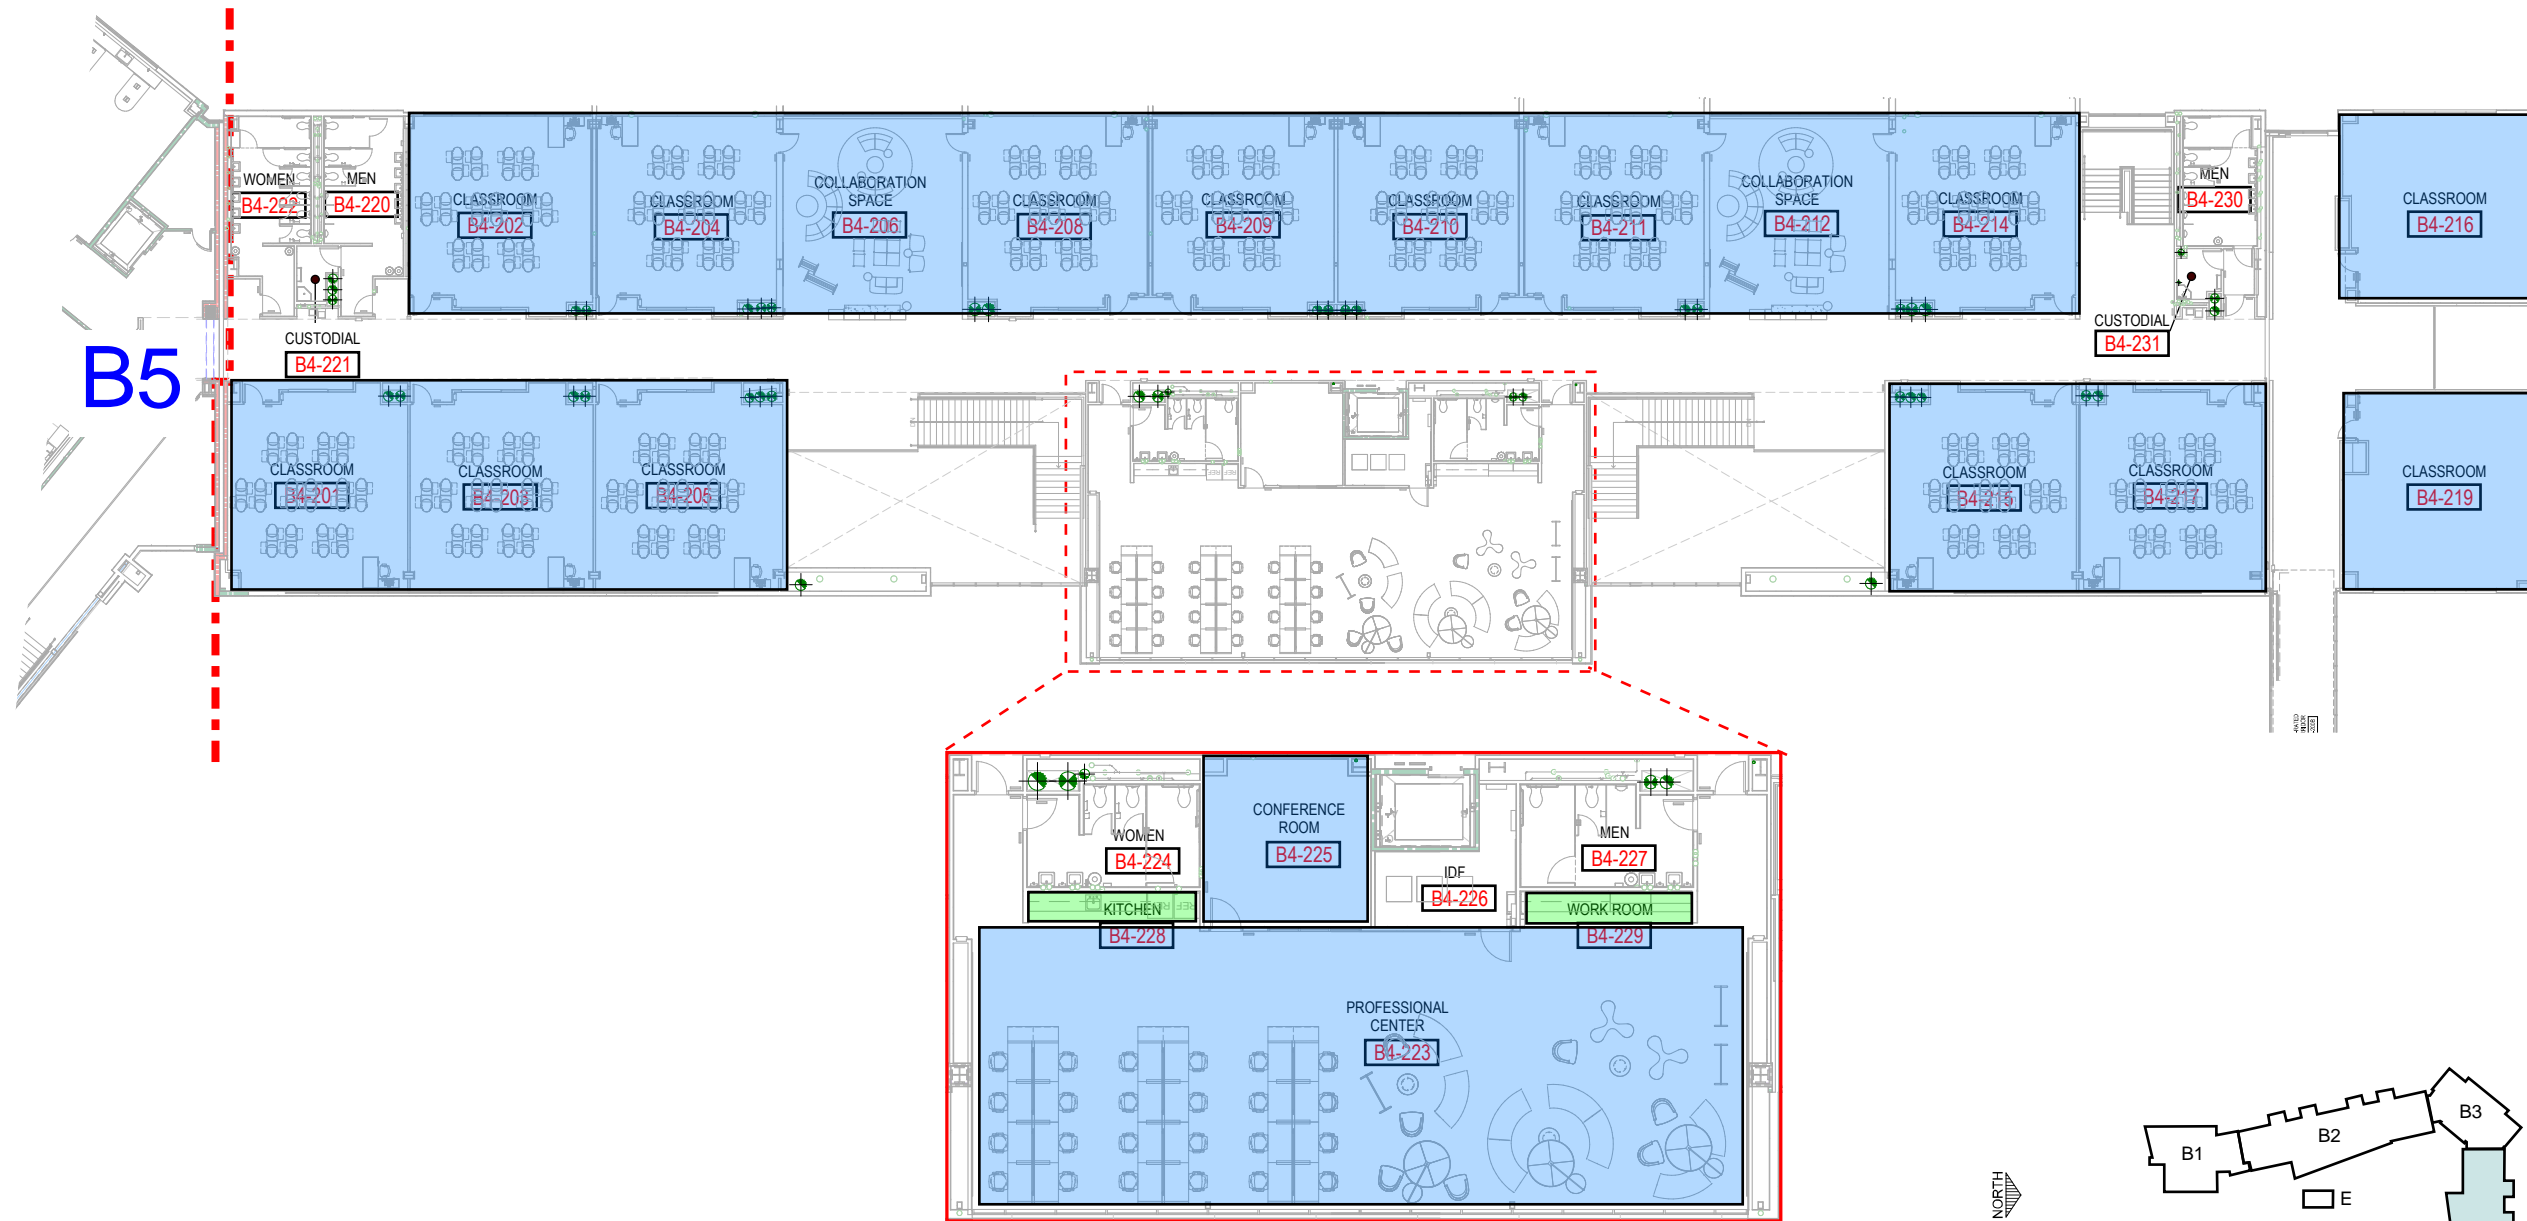 WOMEN
B4-222
MEN
B4-220
CLASSROOM
B4-202
CLASSROOM
B4-204
COLLABORATION
SPACE
B4-206
CLASSROOM
B4-208
CLASSROOM
B4-209
CLASSROOM
B4-210
CLASSROOM
B4-211
COLLABORATION
SPACE
B4-212
CLASSROOM
B4-214
MEN
B4-230
CLASSROOM
B4-216
CUSTODIAL
B4-221
CUSTODIAL
B4-231
B5
CLASSROOM
B4-201
CLASSROOM
B4-203
CLASSROOM
B4-205
CLASSROOM
B4-215
CLASSROOM
B4-217
CLASSROOM
B4-219
REF
REF
WOMEN
B4-224
CONFERENCE
ROOM
B4-225
IDF
B4-226
MEN
B4-227
KITCHEN
REF
REF
B4-228
WORK ROOM
B4-229
PROFESSIONAL
CENTER
B4-223
NORTH
B1
B2
B3
E